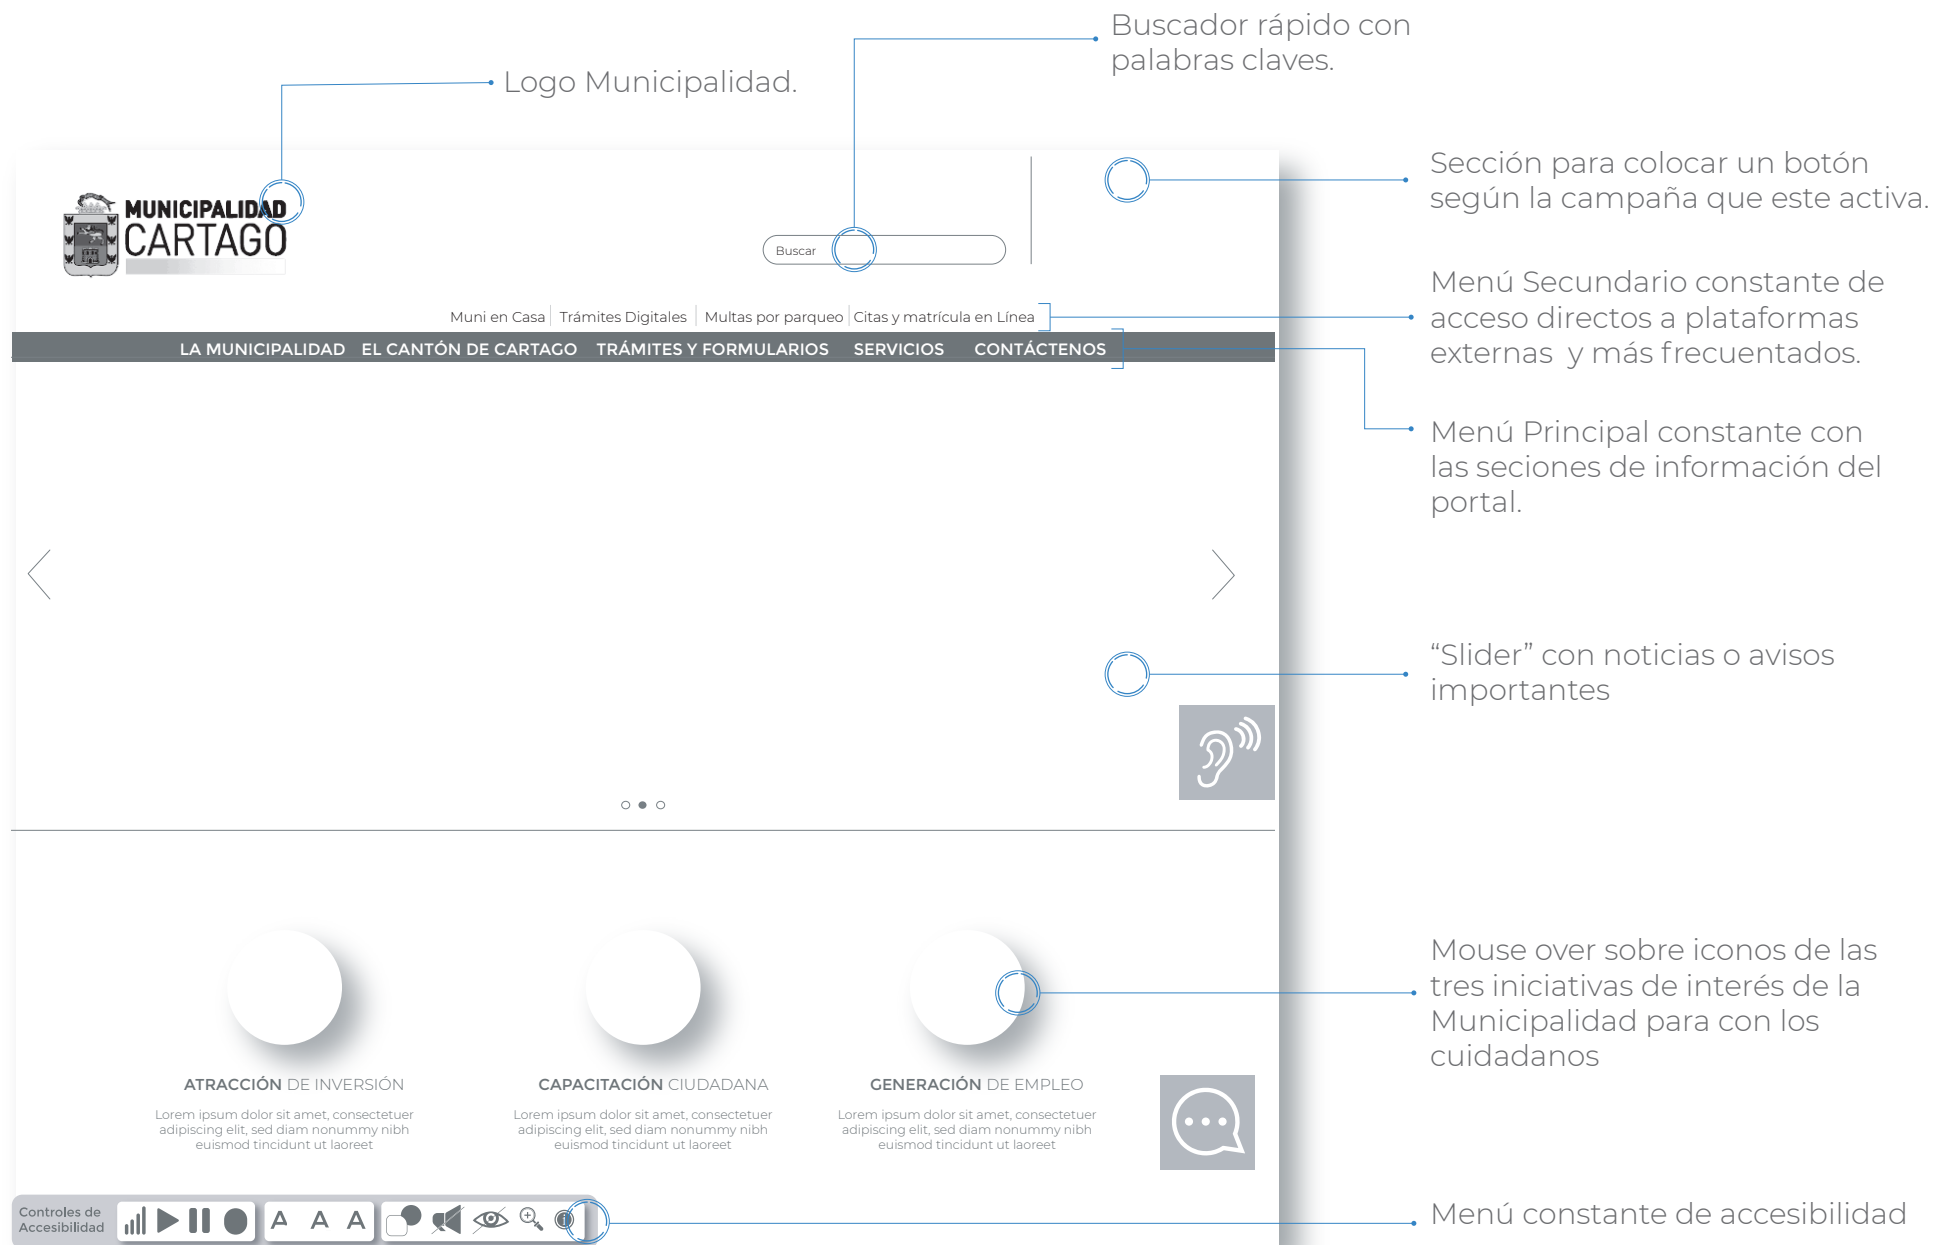 Buscador rápido con
palabras claves.
Logo Municipalidad.
Sección para colocar un botón
según la campaña que este activa.
MUNICIPALIDAD
CARTAGO
Buscar
Menú Secundario constante de
acceso directos a plataformas
externas y más frecuentados.
Muni en Casa Trámites Digitales Multas por parqueo Citas y matrícula en Línea
LA MUNICIPALIDAD EL CANTÓN DE CARTAGO TRÁMITES Y FORMULARIOS SERVICIOS CONTÁCTENOS
Menú Principal constante con
las seciones de información del
portal.
“Slider” con noticias o avisos
importantes
Mouse over sobre iconos de las
tres iniciativas de interés de la
Municipalidad para con los
cuidadanos
ATRACCIÓN DE INVERSIÓN
Lorem ipsum dolor sit amet, consectetuer
adipiscing elit, sed diam nonummy nibh
euismod tincidunt ut laoreet
CAPACITACIÓN CIUDADANA
Lorem ipsum dolor sit amet, consectetuer
adipiscing elit, sed diam nonummy nibh
euismod tincidunt ut laoreet
GENERACIÓN DE EMPLEO
Lorem ipsum dolor sit amet, consectetuer
adipiscing elit, sed diam nonummy nibh
euismod tincidunt ut laoreet
Controles de
Accesibilidad
A A A
Menú constante de accesibilidad